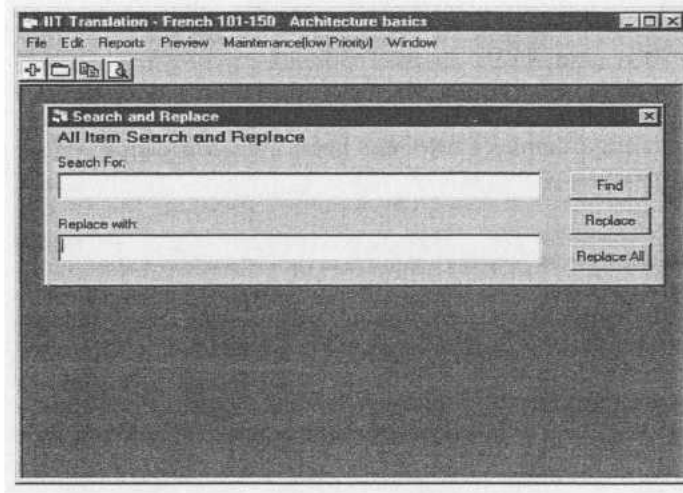 IIT Translation - French 101-150 Architecture basics
File Edit Reports Preview Maintenance(low Priority) Window
Search and Replace
All Item Search and Replace
Search For:
Find
Replace with:
Replace
Replace All